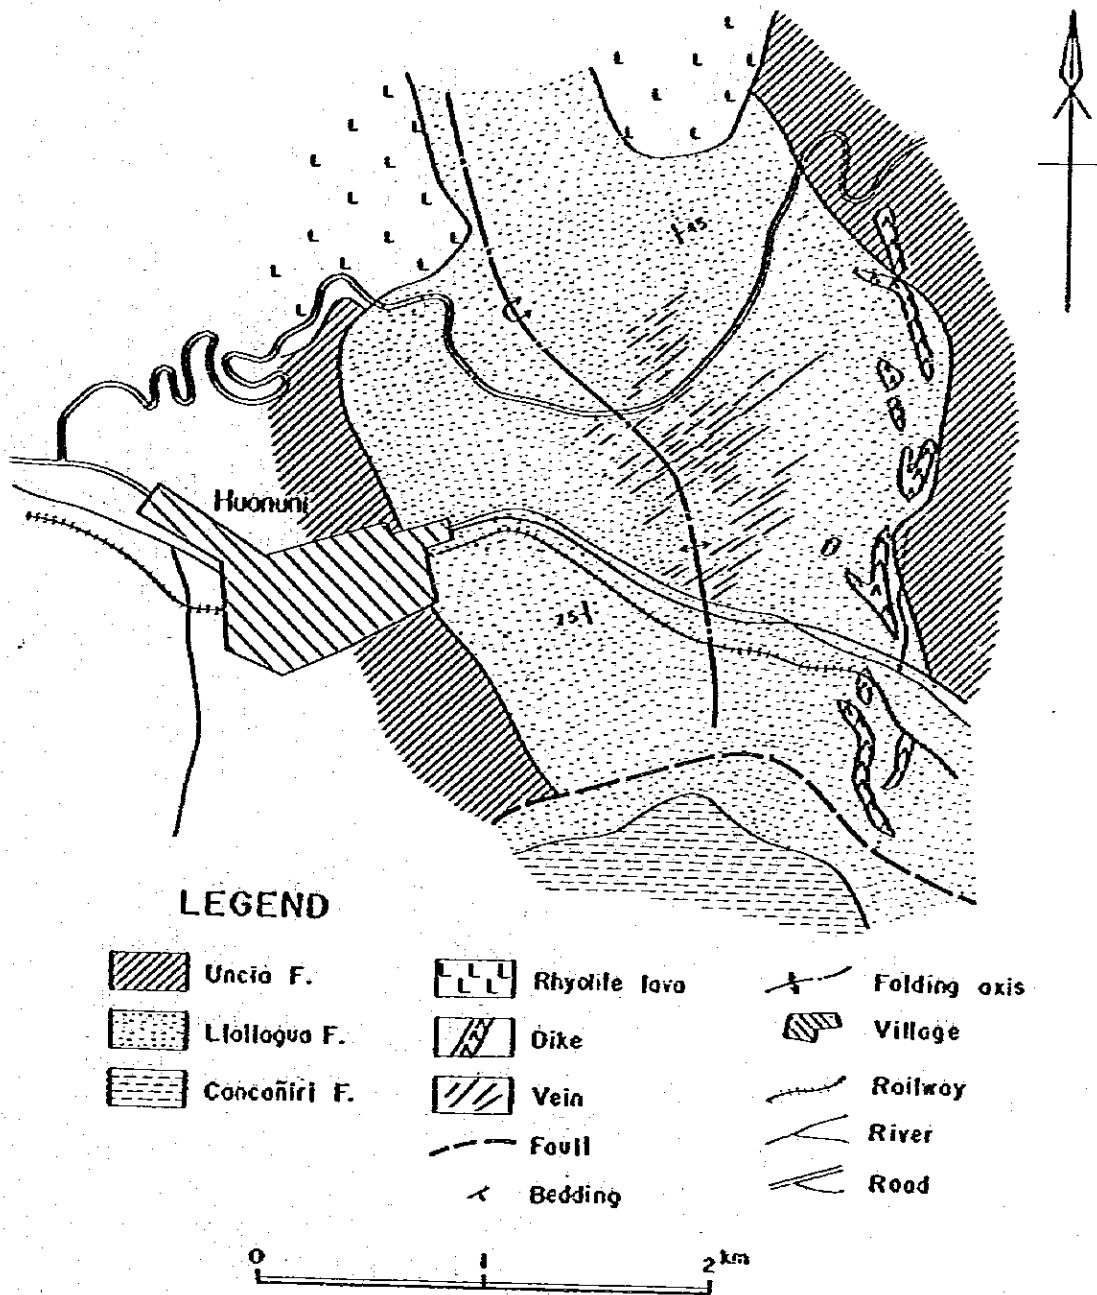 45
Huanuni
25
LEGEND
Uncia F.
Llallagua F.
Cancañiri F.
Rhyolite lava
Dike
Vein
Fault
Bedding
Folding axis
Village
Railway
River
Road
0 1 2 km